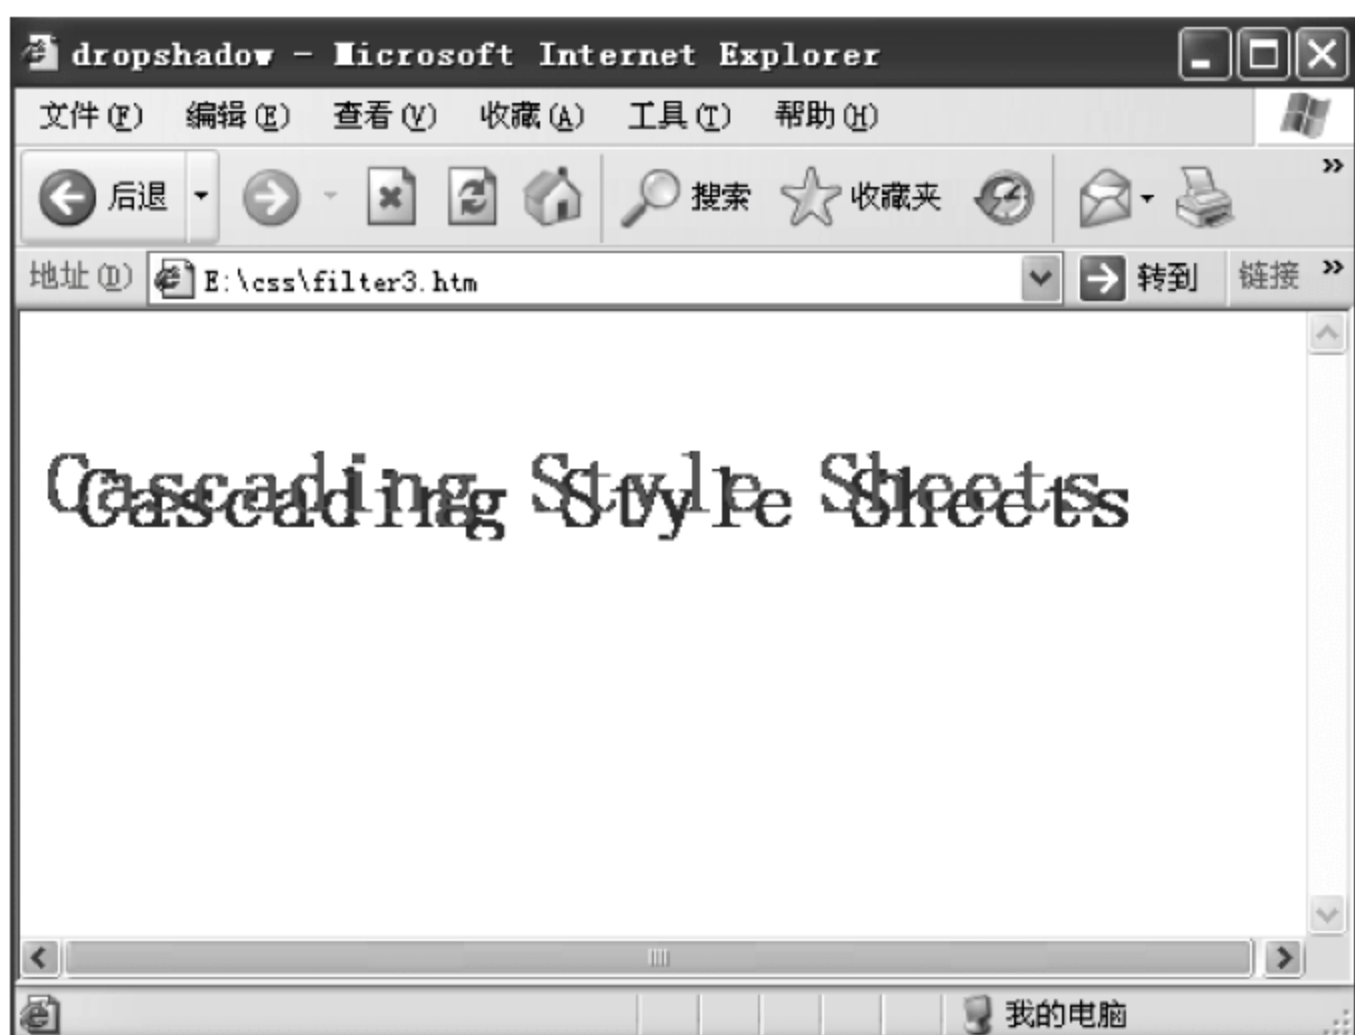 dropshadow - Microsoft Internet Explorer
文件(F) 编辑(E) 查看(V) 收藏(A) 工具(T) 帮助(H)
后退 搜索 收藏夹 »
地址(D) E:\css\filter3.htm 转到 链接 »
Cascading Style Sheets
我的电脑